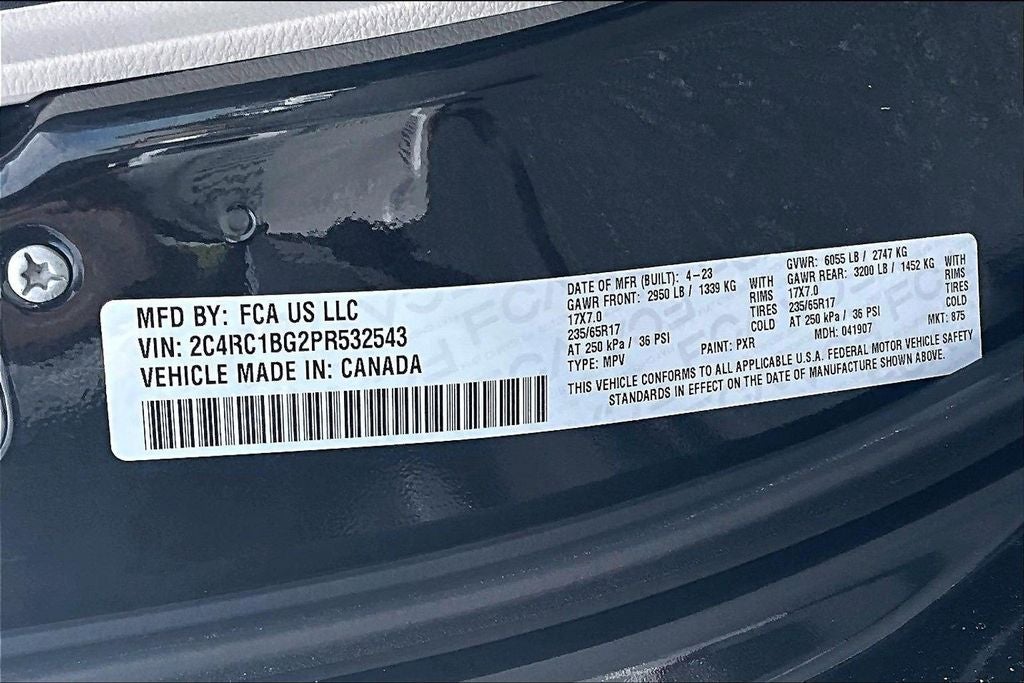 MFD BY: FCA US LLC
VIN: 2C4RC1BG2PR532543
VEHICLE MADE IN: CANADA
DATE OF MFR (BUILT): 4-23
GAWR FRONT: 2950 LB / 1339 KG WITH
17X7.0 RIMS
235/65R17 TIRES
AT 250 kPa / 36 PSI COLD
TYPE: MPV
PAINT: PXR
GVWR: 6055 LB / 2747 KG
GAWR REAR: 3200 LB / 1452 KG WITH
17X7.0 RIMS
235/65R17 TIRES
AT 250 kPa / 36 PSI COLD
MDH: 041907 MKT: 875
THIS VEHICLE CONFORMS TO ALL APPLICABLE U.S.A. FEDERAL MOTOR VEHICLE SAFETY
STANDARDS IN EFFECT ON THE DATE OF MANUFACTURE SHOWN ABOVE.